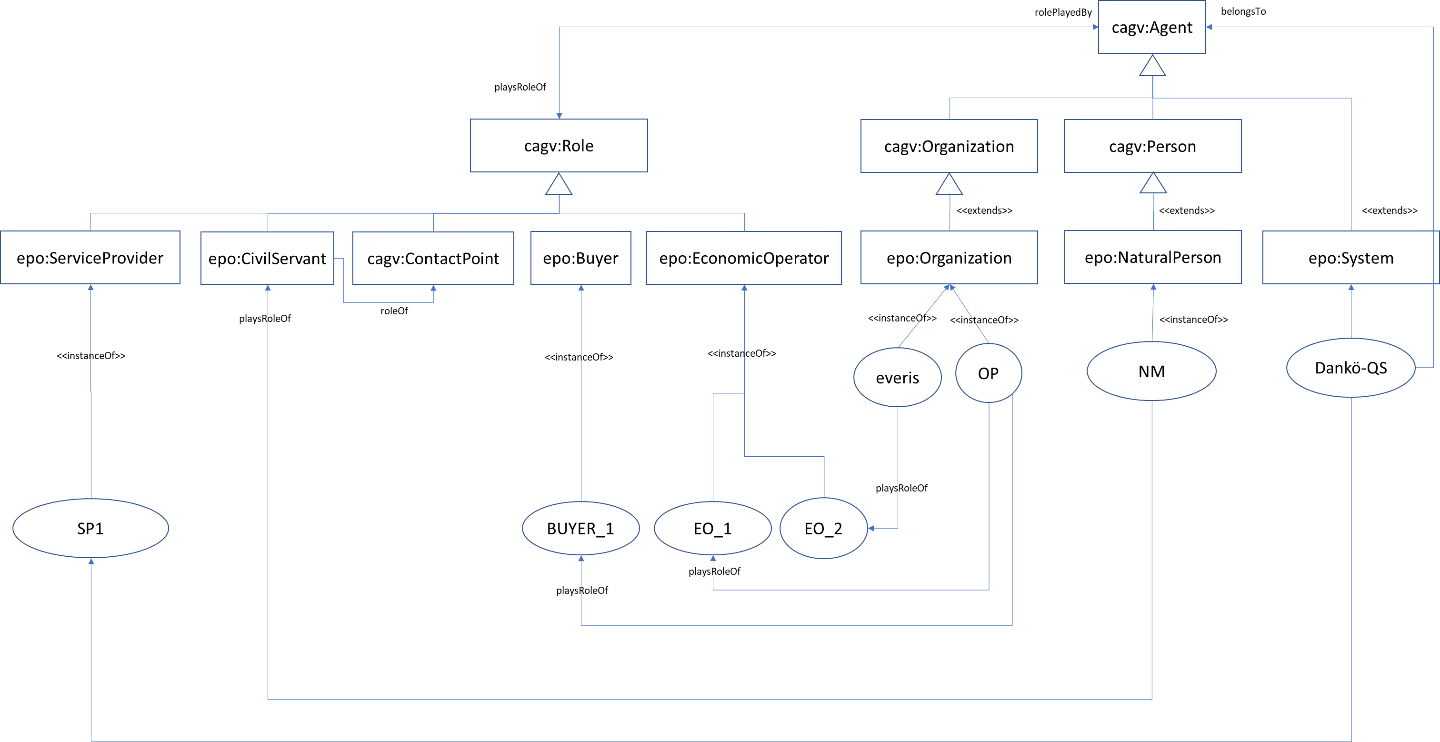 rolePlayedBy
cagv:Agent
belongsTo
playsRoleOf
cagv:Role
cagv:Organization
cagv:Person
<<extends>>
<<extends>>
<<extends>>
epo:ServiceProvider
epo:CivilServant
cagv:ContactPoint
epo:Buyer
epo:EconomicOperator
epo:Organization
epo:NaturalPerson
epo:System
roleOf
playsRoleOf
<<instanceOf>>
<<instanceOf>>
<<instanceOf>>
<<instanceOf>>
<<instanceOf>>
<<instanceOf>>
everis
OP
NM
Dankö-QS
playsRoleOf
SP1
BUYER_1
EO_1
EO_2
playsRoleOf
playsRoleOf